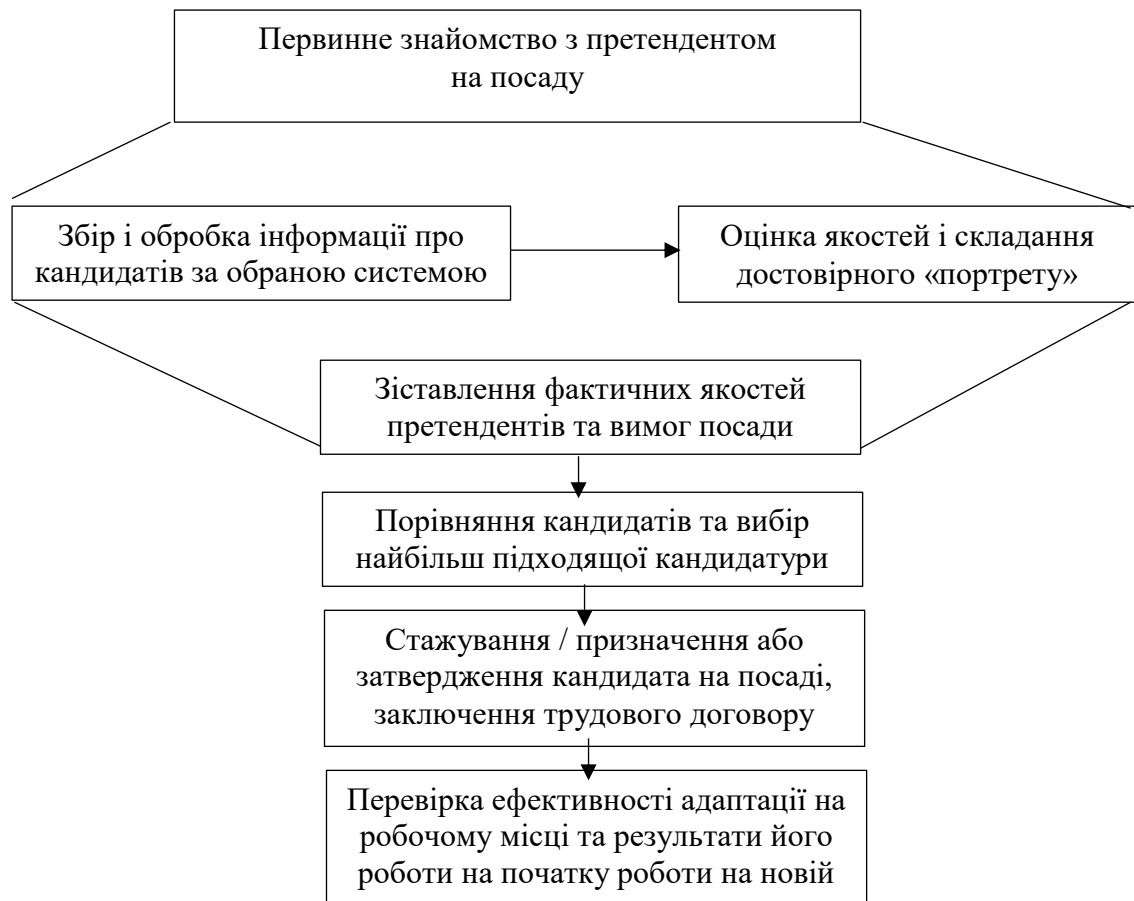 Первинне знайомство з претендентом
на посаду
Збір і обробка інформації про
кандидатів за обраною системою
Оцінка якостей і складання
достовірного «портрету»
Зіставлення фактичних якостей
претендентів та вимог посади
Порівняння кандидатів та вибір
найбільш підходящої кандидатури
Стажування / призначення або
затвердження кандидата на посаді,
заключення трудового договору
Перевірка ефективності адаптації на
робочому місці та результати його
роботи на початку роботи на новій